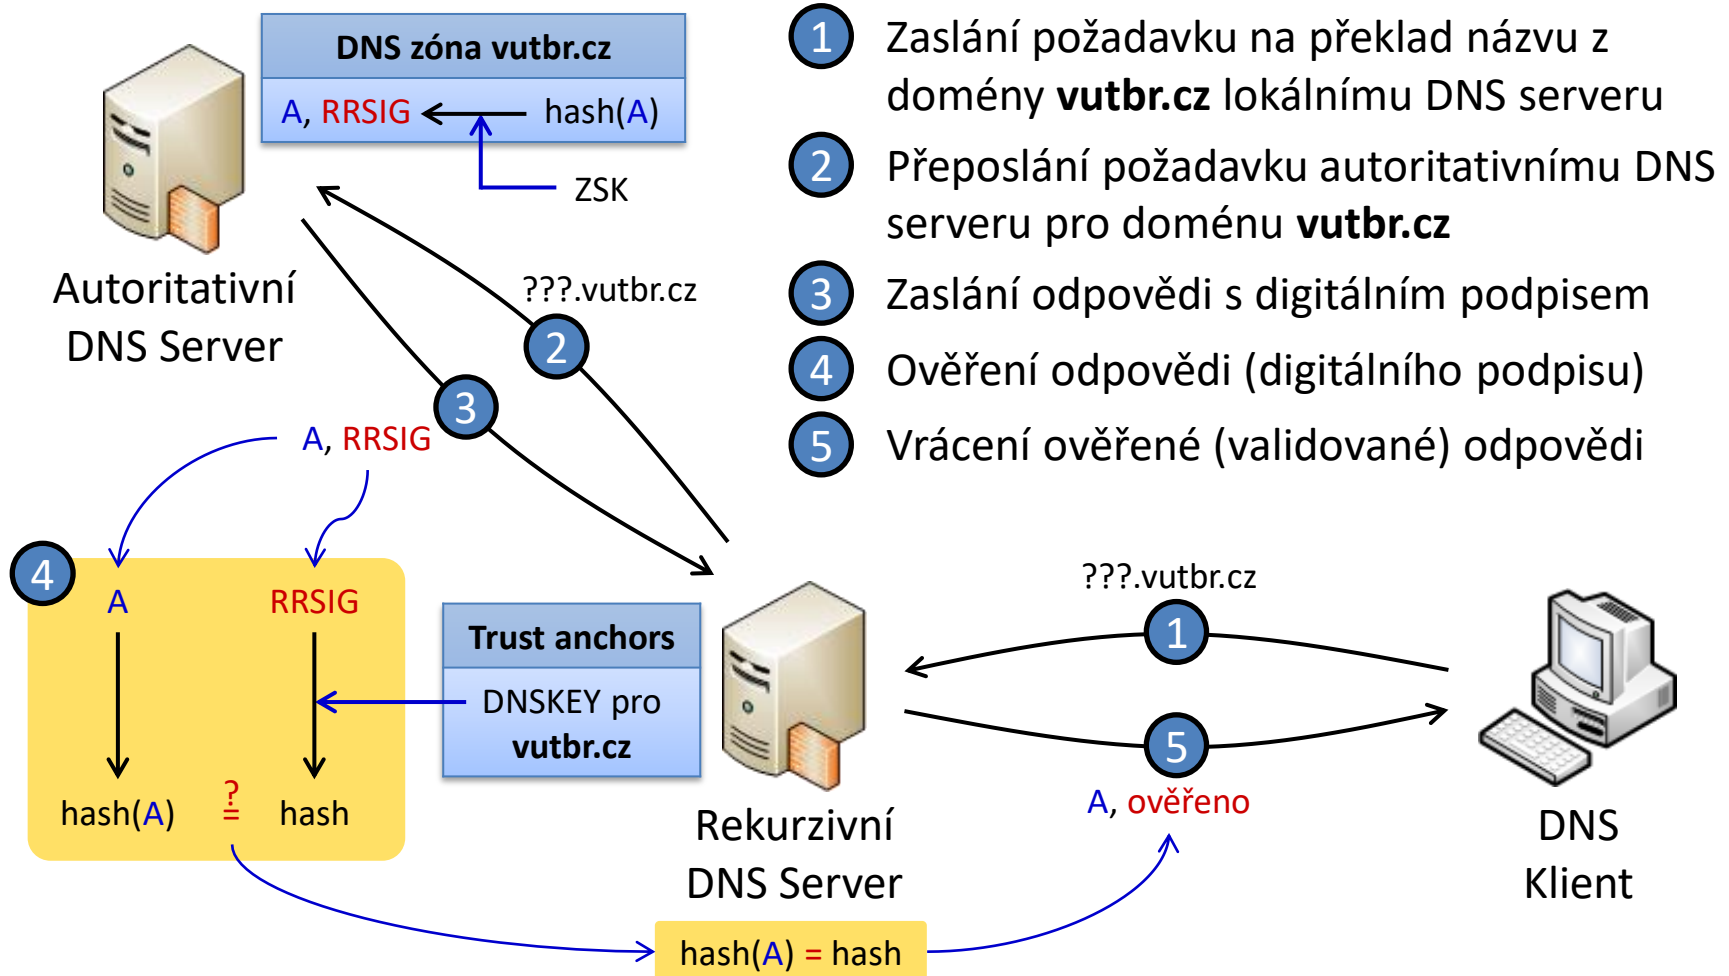 DNS zóna vutbr.cz
A, RRSIG hash(A)
ZSK
Autoritativní
DNS Server
1 Zaslání požadavku na překlad názvu z
domény vutbr.cz lokálnímu DNS serveru
2 Přeposlání požadavku autoritativnímu DNS
serveru pro doménu vutbr.cz
3 Zaslání odpovědi s digitálním podpisem
4 Ověření odpovědi (digitálního podpisu)
5 Vrácení ověřené (validované) odpovědi
???.vutbr.cz
2
3
A, RRSIG
4
A RRSIG
hash(A) ?= hash
Trust anchors
DNSKEY pro
vutbr.cz
Rekurzivní
DNS Server
???.vutbr.cz
1
5
A, ověřeno
DNS
Klient
hash(A) = hash